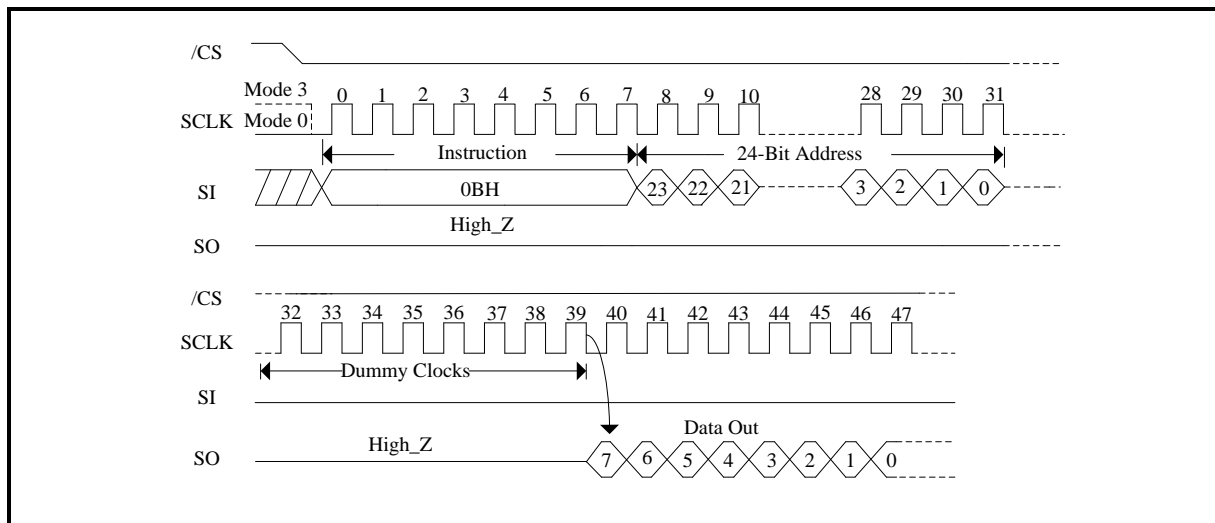 /CS
Mode 3
0 1 2 3 4 5 6 7 8 9 10 28 29 30 31
SCLK Mode 0
Instruction 24-Bit Address
SI 0BH 23 22 21 3 2 1 0
High_Z
SO
/CS
32 33 34 35 36 37 38 39 40 41 42 43 44 45 46 47
SCLK
Dummy Clocks
SI
High_Z Data Out
SO 7 6 5 4 3 2 1 0